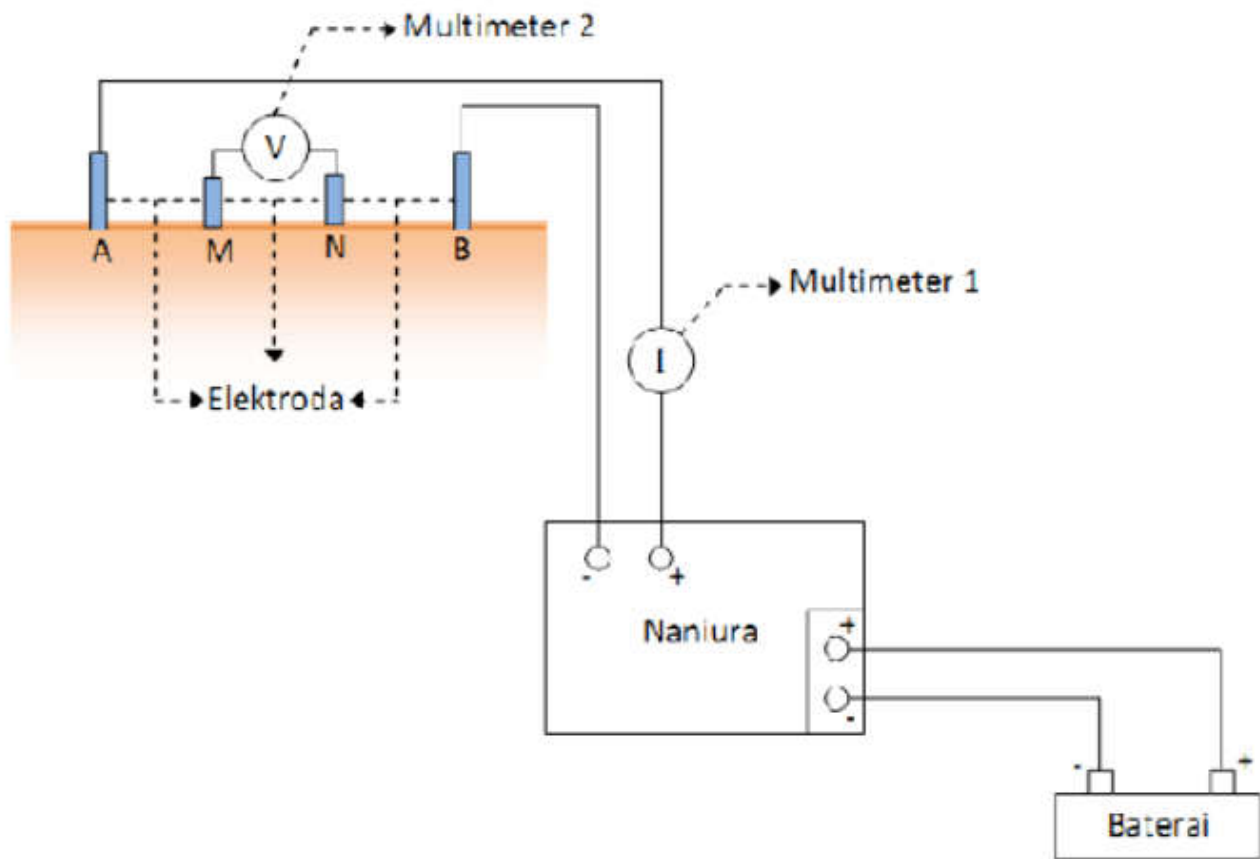 Multimeter 2
V
A
M
N
B
Multimeter 1
I
Elektroda
- +
Naniura
+
-
- +
Baterai